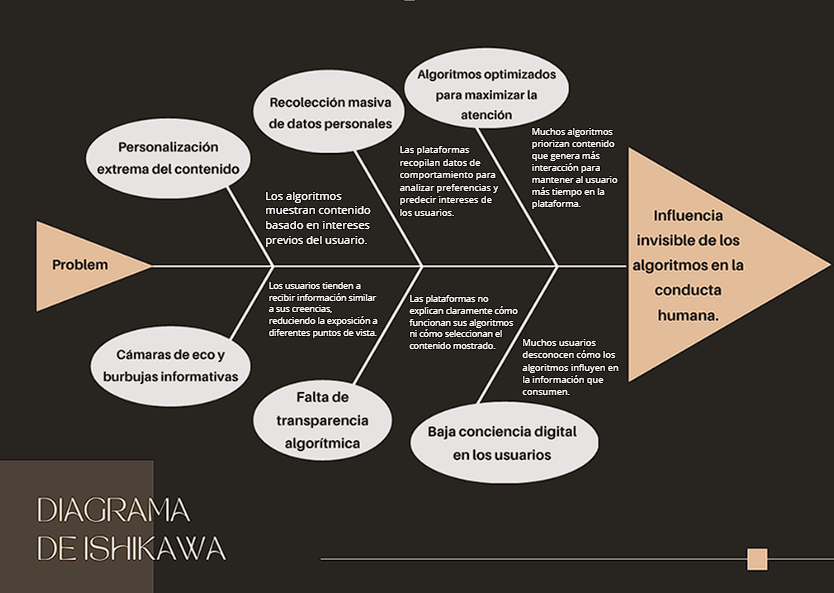 Personalización
extrema del contenido
Recolección masiva
de datos personales
Algoritmos optimizados
para maximizar la
atención
Los algoritmos
muestran contenido
basado en intereses
previos del usuario.
Las plataformas
recopilan datos de
comportamiento para
analizar preferencias y
predecir intereses de
los usuarios.
Muchos algoritmos
priorizan contenido
que genera más
interacción para
mantener al usuario
más tiempo en la
plataforma.
Problem
Influencia
invisible de los
algoritmos en la
conducta
humana.
Los usuarios tienden a
recibir información similar
a sus creencias,
reduciendo la exposición a
diferentes puntos de vista.
Las plataformas no
explican claramente cómo
funcionan sus algoritmos
ni cómo seleccionan el
contenido mostrado.
Muchos usuarios
desconocen cómo los
algoritmos influyen en
la información que
consumen.
Cámaras de eco y
burbujas informativas
Falta de
transparencia
algorítmica
Baja conciencia digital
en los usuarios
DIAGRAMA
DE ISHIKAWA